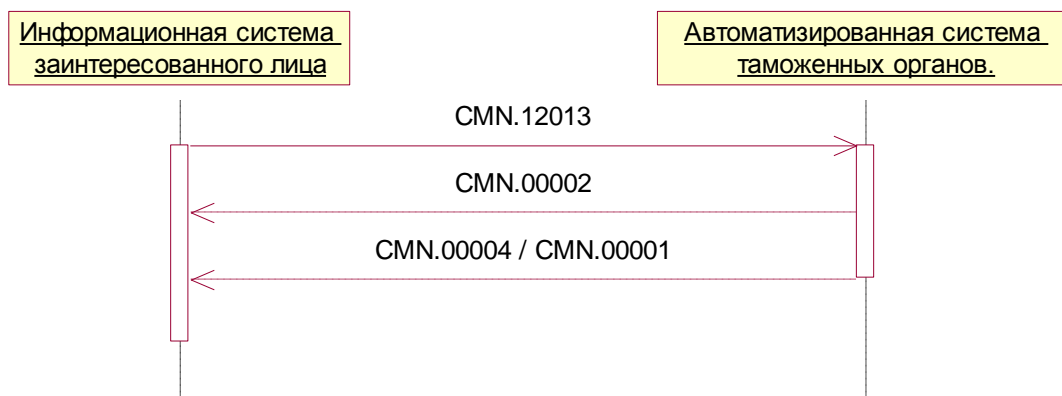 Информационная система
заинтересованного лица
Автоматизированная система
таможенных органов.
CMN.12013
CMN.00002
CMN.00004 / CMN.00001